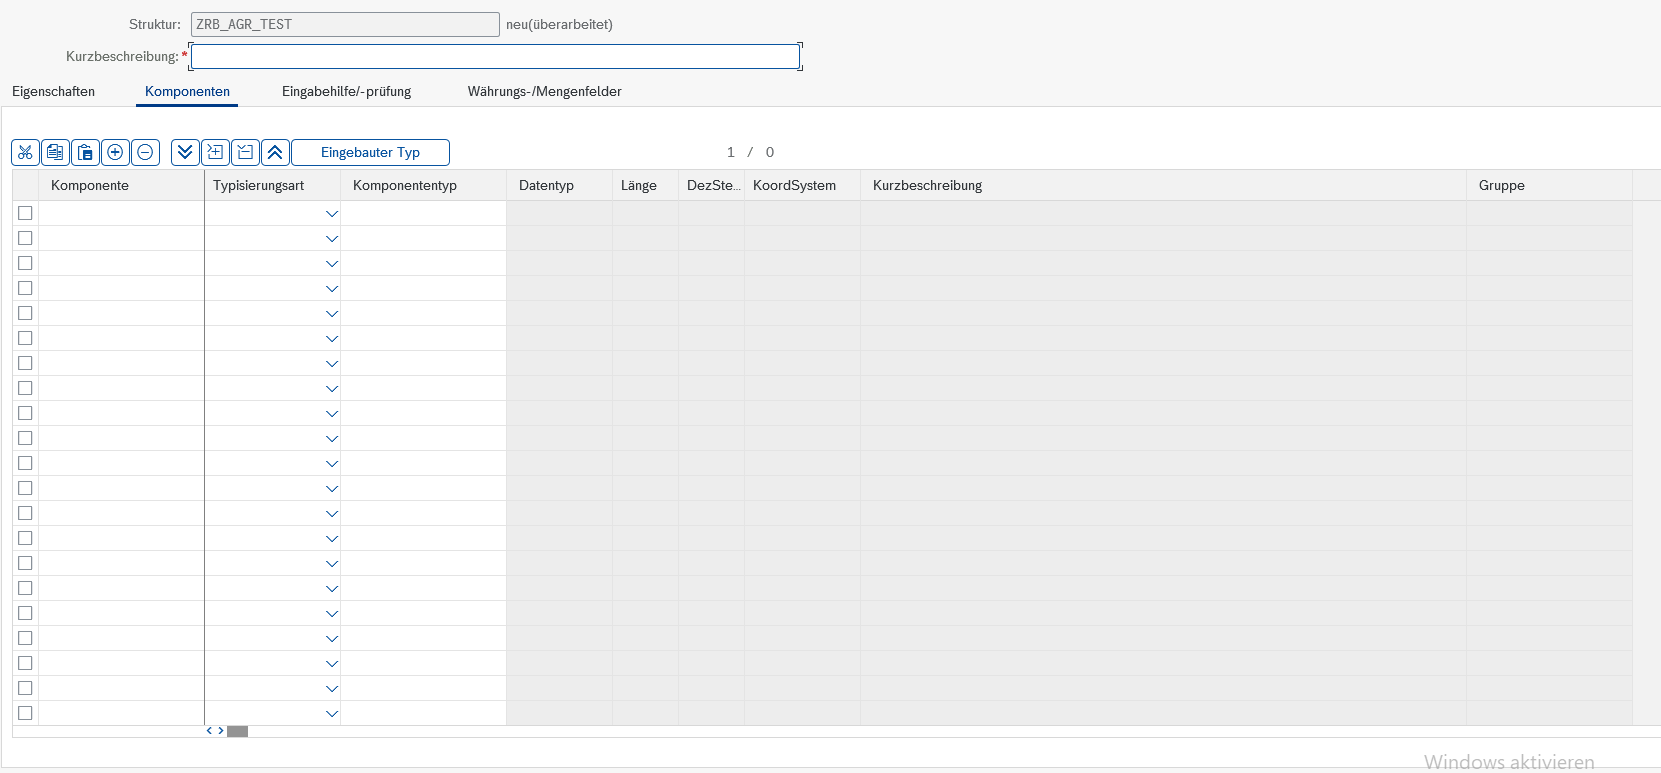 Struktur: ZRB_AGR_TEST neu(überarbeitet)
Kurzbeschreibung: *
Eigenschaften Komponenten Eingabehilfe/-prüfung Währungs-/Mengenfelder
Eingebauter Typ 1 / 0
Komponente Typisierungsart Komponententyp Datentyp Länge DezSte... KoordSystem Kurzbeschreibung Gruppe
Windows aktivieren